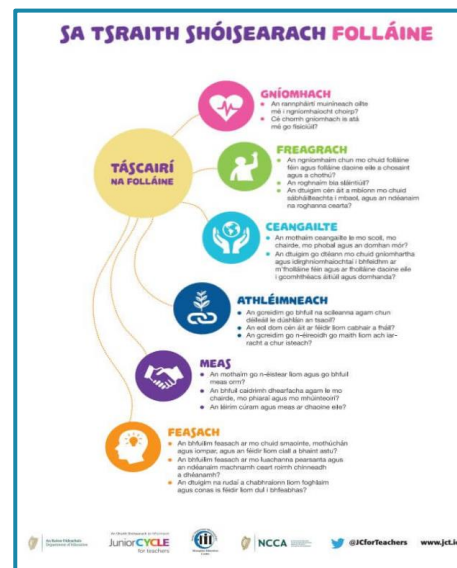 SA TSRAITH SHÓISEARACH FOLLÁINE
TÁSCAIRÍ
NA FOLLÁINE
GNÍOMHACH
An rannpháirtí muiníneach oilte
mé i ngníomhaíocht choirp?
Cé chomh gníomhach is atá
mé go fisiciúil?
FREAGRACH
An ngníomhaím chun mo chuid folláine
féin agus folláine daoine eile a chosaint
agus a chothú?
An roghnaím bia sláintiúil?
An dtuigim cén áit a mbíonn mo chuid
sábháilteachta i mbaol, agus an ndéanaim
na roghanna cearta?
CEANGAILTE
An mothaím ceangailte le mo scoil, mo
chairde, mo phobal agus an domhan mór?
An dtuigim go dtéann mo chuid gníomhartha
agus idirghníomhaíochtaí i bhfeidhm ar
m'fholláine féin agus ar fholláine daoine eile
i gcomhthéacs áitiúil agus domhanda?
ATHLÉIMNEACH
An gcreidim go bhfuil na scileanna agam chun
déileáil le dúshláin an tsaoil?
An eol dom cén áit ar féidir liom cabhair a fháil?
An gcreidim go n-éireoidh go maith liom ach iar-
racht a chur isteach?
MEAS
An mothaím go n-éistear liom agus go bhfuil
meas orm?
An bhfuil caidrimh dhearfacha agam le mo
chairde, mo phiaraí agus mo mhúinteoirí?
An léirím cúram agus meas ar dhaoine eile?
FEASACH
An bhfuilim feasach ar mo chuid smaointe, mothúchán
agus iompar, agus an féidir liom ciall a bhaint astu?
An bhfuilim feasach ar mo luachanna pearsanta agus
an ndéanaim machnamh ceart roimh chinneadh
a dhéanamh?
An dtuigim na rudaí a chabhraíonn liom foghlaim
agus conas is féidir liom dul i bhfeabhas?
An Roinn Oideachais
Department of Education
JuniorCYCLE
for teachers
NCCA
@JCforTeachers www.jct.ie